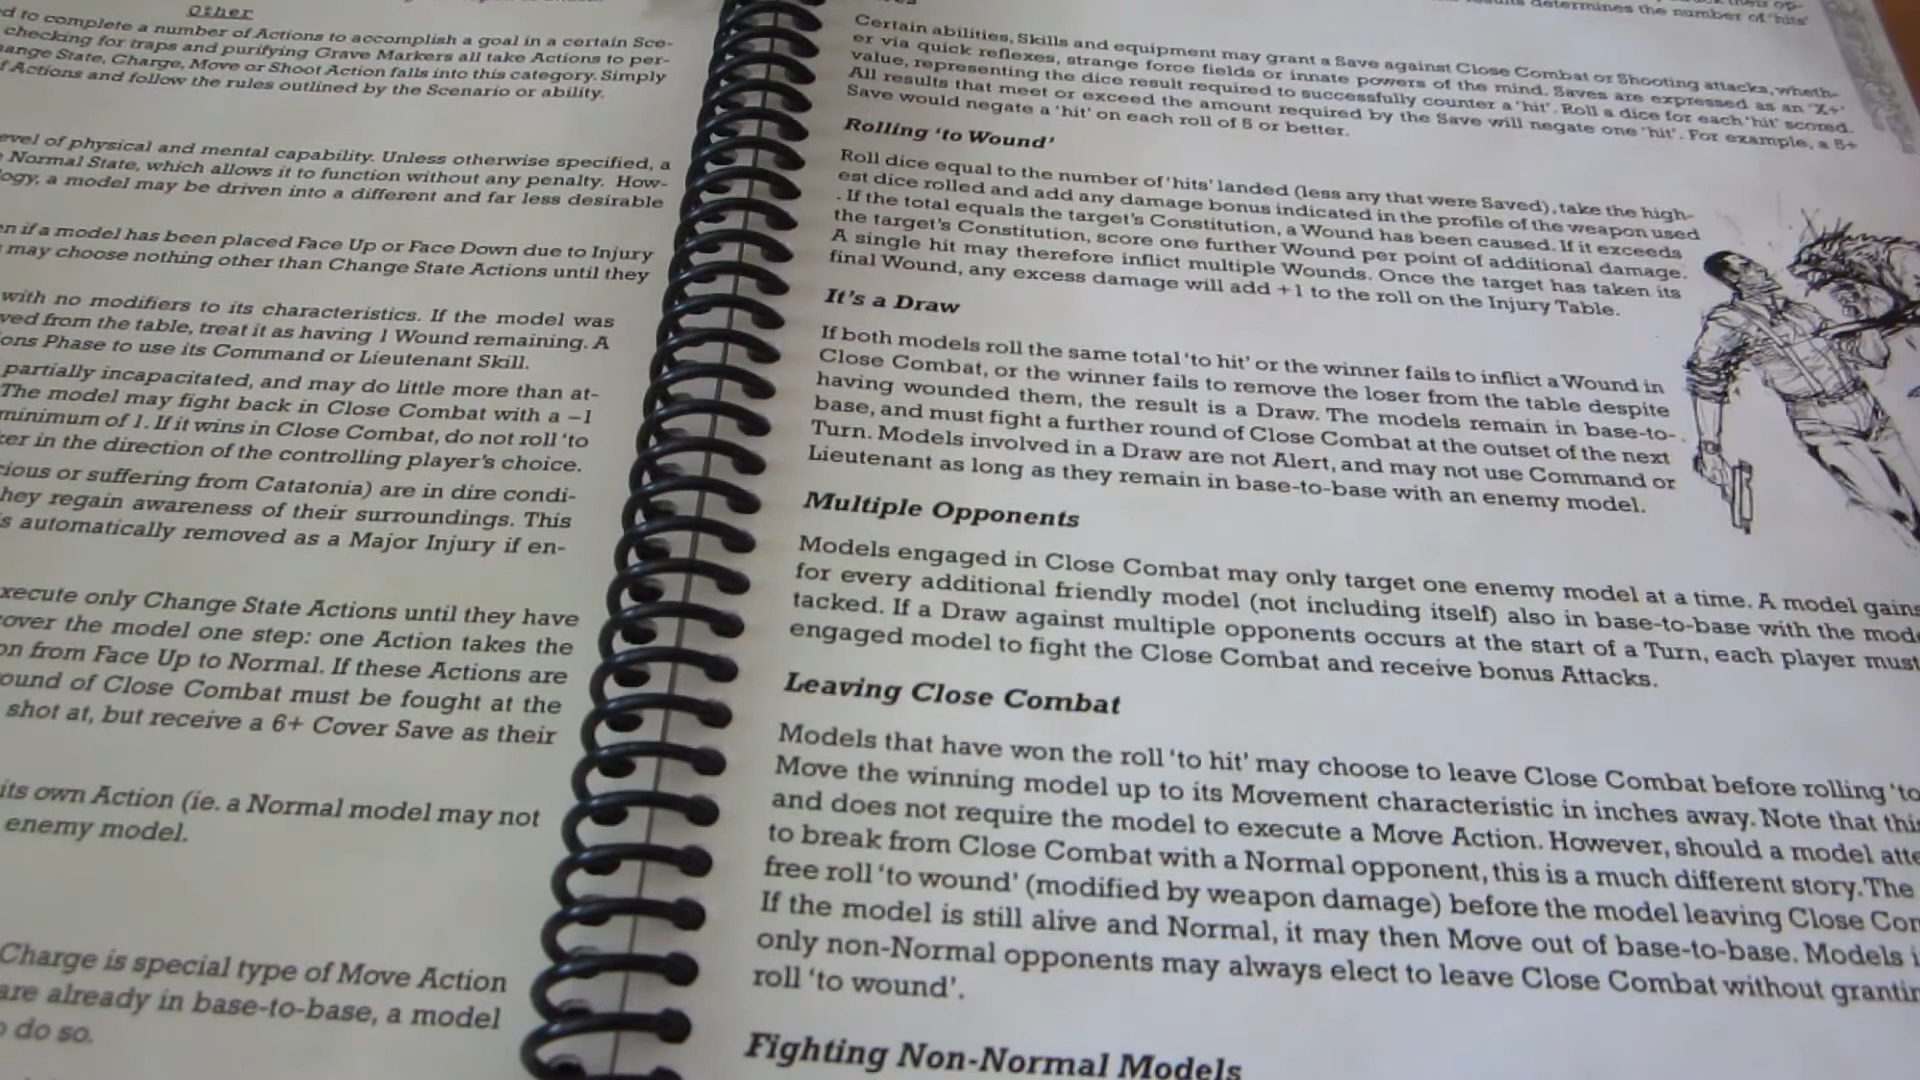 Other
ed to complete a number of Actions to accomplish a goal in a certain Sce-
checking for traps and purifying Grave Markers all take Actions to per-
ange State, Charge, Move or Shoot Action falls into this category. Simply
f Actions and follow the rules outlined by the Scenario or ability.
evel of physical and mental capability. Unless otherwise specified, a
Normal State, which allows it to function without any penalty. How-
ogy, a model may be driven into a different and far less desirable
en if a model has been placed Face Up or Face Down due to Injury
may choose nothing other than Change State Actions until they
with no modifiers to its characteristics. If the model was
ved from the table, treat it as having 1 Wound remaining. A
ons Phase to use its Command or Lieutenant Skill.
partially incapacitated, and may do little more than at-
The model may fight back in Close Combat with a –1
minimum of 1. If it wins in Close Combat, do not roll 'to
ker in the direction of the controlling player's choice.
cious or suffering from Catatonia) are in dire condi-
hey regain awareness of their surroundings. This
s automatically removed as a Major Injury if en-
xecute only Change State Actions until they have
over the model one step: one Action takes the
on from Face Up to Normal. If these Actions are
ound of Close Combat must be fought at the
shot at, but receive a 6+ Cover Save as their
its own Action (ie. a Normal model may not
enemy model.
Charge is special type of Move Action
are already in base-to-base, a model
o do so.
determines the number of 'hits'
Certain abilities, Skills and equipment may grant a Save against Close Combat or Shooting attacks, wheth-
er via quick reflexes, strange force fields or innate powers of the mind. Saves are expressed as an 'X+'
value, representing the dice result required to successfully counter a 'hit'. Roll a dice for each 'hit' scored.
All results that meet or exceed the amount required by the Save will negate one 'hit'. For example, a 5+
Save would negate a 'hit' on each roll of 5 or better.
Rolling 'to Wound'
Roll dice equal to the number of 'hits' landed (less any that were Saved), take the high-
est dice rolled and add any damage bonus indicated in the profile of the weapon used
. If the total equals the target's Constitution, a Wound has been caused. If it exceeds
the target's Constitution, score one further Wound per point of additional damage.
A single hit may therefore inflict multiple Wounds. Once the target has taken its
final Wound, any excess damage will add +1 to the roll on the Injury Table.
It's a Draw
If both models roll the same total 'to hit' or the winner fails to inflict a Wound in
Close Combat, or the winner fails to remove the loser from the table despite
having wounded them, the result is a Draw. The models remain in base-to-
base, and must fight a further round of Close Combat at the outset of the next
Turn. Models involved in a Draw are not Alert, and may not use Command or
Lieutenant as long as they remain in base-to-base with an enemy model.
Multiple Opponents
Models engaged in Close Combat may only target one enemy model at a time. A model gains
for every additional friendly model (not including itself) also in base-to-base with the mode
tacked. If a Draw against multiple opponents occurs at the start of a Turn, each player must
engaged model to fight the Close Combat and receive bonus Attacks.
Leaving Close Combat
Models that have won the roll 'to hit' may choose to leave Close Combat before rolling 'to
Move the winning model up to its Movement characteristic in inches away. Note that this
and does not require the model to execute a Move Action. However, should a model atte
to break from Close Combat with a Normal opponent, this is a much different story. The
free roll 'to wound' (modified by weapon damage) before the model leaving Close Com
If the model is still alive and Normal, it may then Move out of base-to-base. Models i
only non-Normal opponents may always elect to leave Close Combat without grantin
roll 'to wound'.
Fighting Non-Normal Models